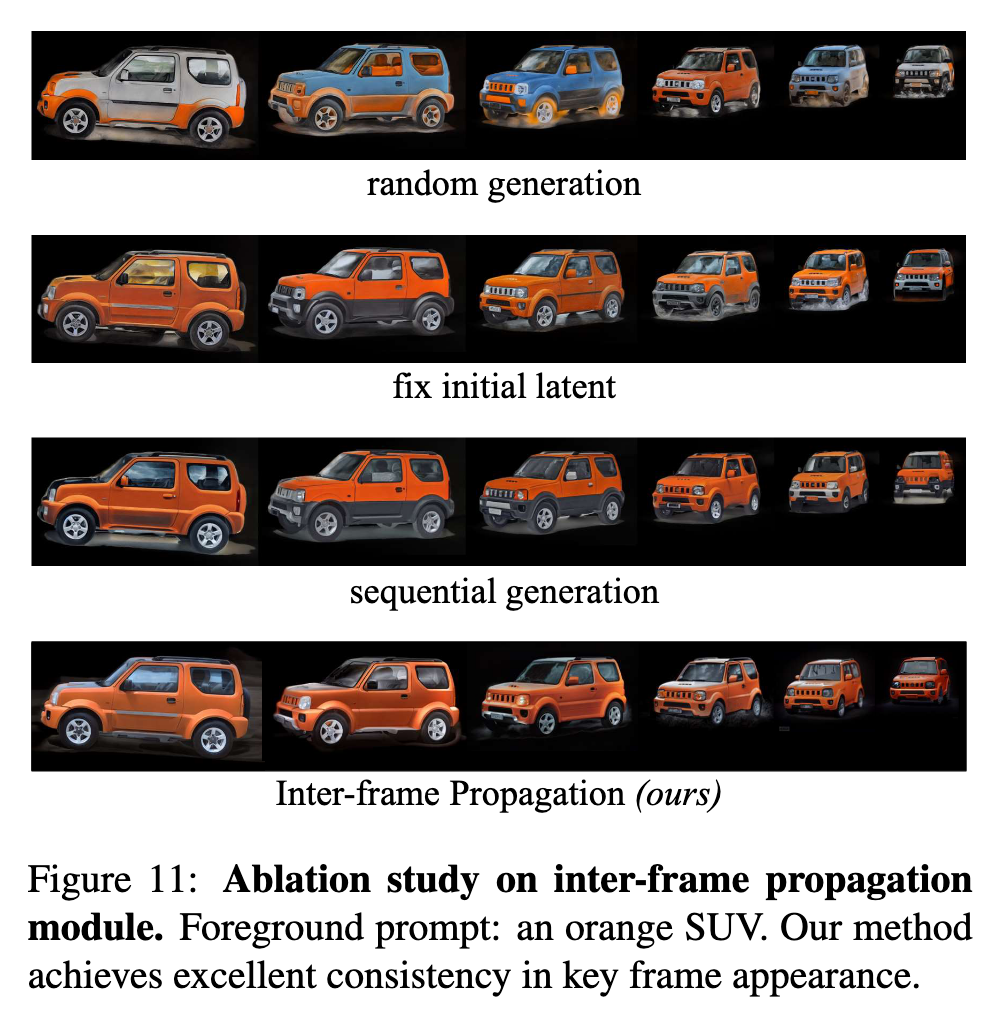 random generation
fix initial latent
sequential generation
Inter-frame Propagation (ours)
Figure 11: Ablation study on inter-frame propagation
module. Foreground prompt: an orange SUV. Our method
achieves excellent consistency in key frame appearance.